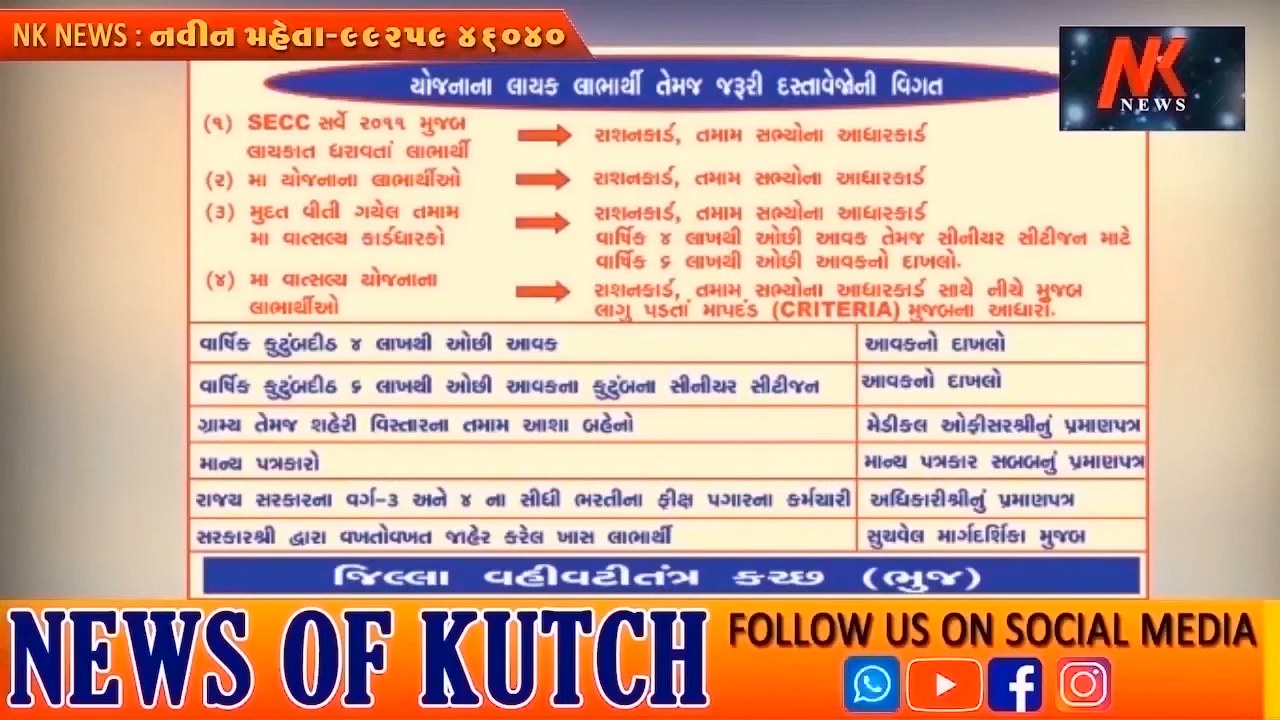 NK NEWS : નવીન મહેતા-૯૯૨૫૯ ૪૬૦૪૦
NK
NEWS
યોજનાના લાયક લાભાર્થી તેમજ જરૂરી દસ્તાવેજોની વિગત
(૧) SECC સર્વે ૨૦૧૧ મુજબ
લાયકાત ધરાવતાં લાભાર્થી
રાશનકાર્ડ, તમામ સભ્યોના આધારકાર્ડ
(૨) મા યોજનાના લાભાર્થીઓ
રાશનકાર્ડ, તમામ સભ્યોના આધારકાર્ડ
(૩) મુદત વીતી ગયેલ તમામ
મા વાત્સલ્ય કાર્ડધારકો
રાશનકાર્ડ, તમામ સભ્યોના આધારકાર્ડ
વાર્ષિક ૪ લાખથી ઓછી આવક તેમજ સીનીયર સીટીજન માટે
વાર્ષિક ૬ લાખથી ઓછી આવકનો દાખલો.
(૪) મા વાત્સલ્ય યોજનાના
લાભાર્થીઓ
રાશનકાર્ડ, તમામ સભ્યોના આધારકાર્ડ સાથે નીચે મુજબ
લાગુ પડતાં માપદંડ (CRITERIA) મુજબના આધારો.
વાર્ષિક કુટુંબદીઠ ૪ લાખથી ઓછી આવક
આવકનો દાખલો
વાર્ષિક કુટુંબદીઠ ૬ લાખથી ઓછી આવકના કુટુંબના સીનીયર સીટીજન
આવકનો દાખલો
ગ્રામ્ય તેમજ શહેરી વિસ્તારના તમામ આશા બહેનો
મેડીકલ ઓફીસરશ્રીનું પ્રમાણપત્ર
માન્ય પત્રકારો
માન્ય પત્રકાર સબબનું પ્રમાણપત્ર
રાજ્ય સરકારના વર્ગ-૩ અને ૪ ના સીધી ભરતીના ફીક્ષ પગારના કર્મચારી
અધિકારીશ્રીનું પ્રમાણપત્ર
સરકારશ્રી દ્વારા વખતોવખત જાહેર કરેલ ખાસ લાભાર્થી
સુચવેલ માર્ગદર્શિકા મુજબ
જિલ્લા વહીવટીતંત્ર કચ્છ (ભુજ)
NEWS OF KUTCH
FOLLOW US ON SOCIAL MEDIA